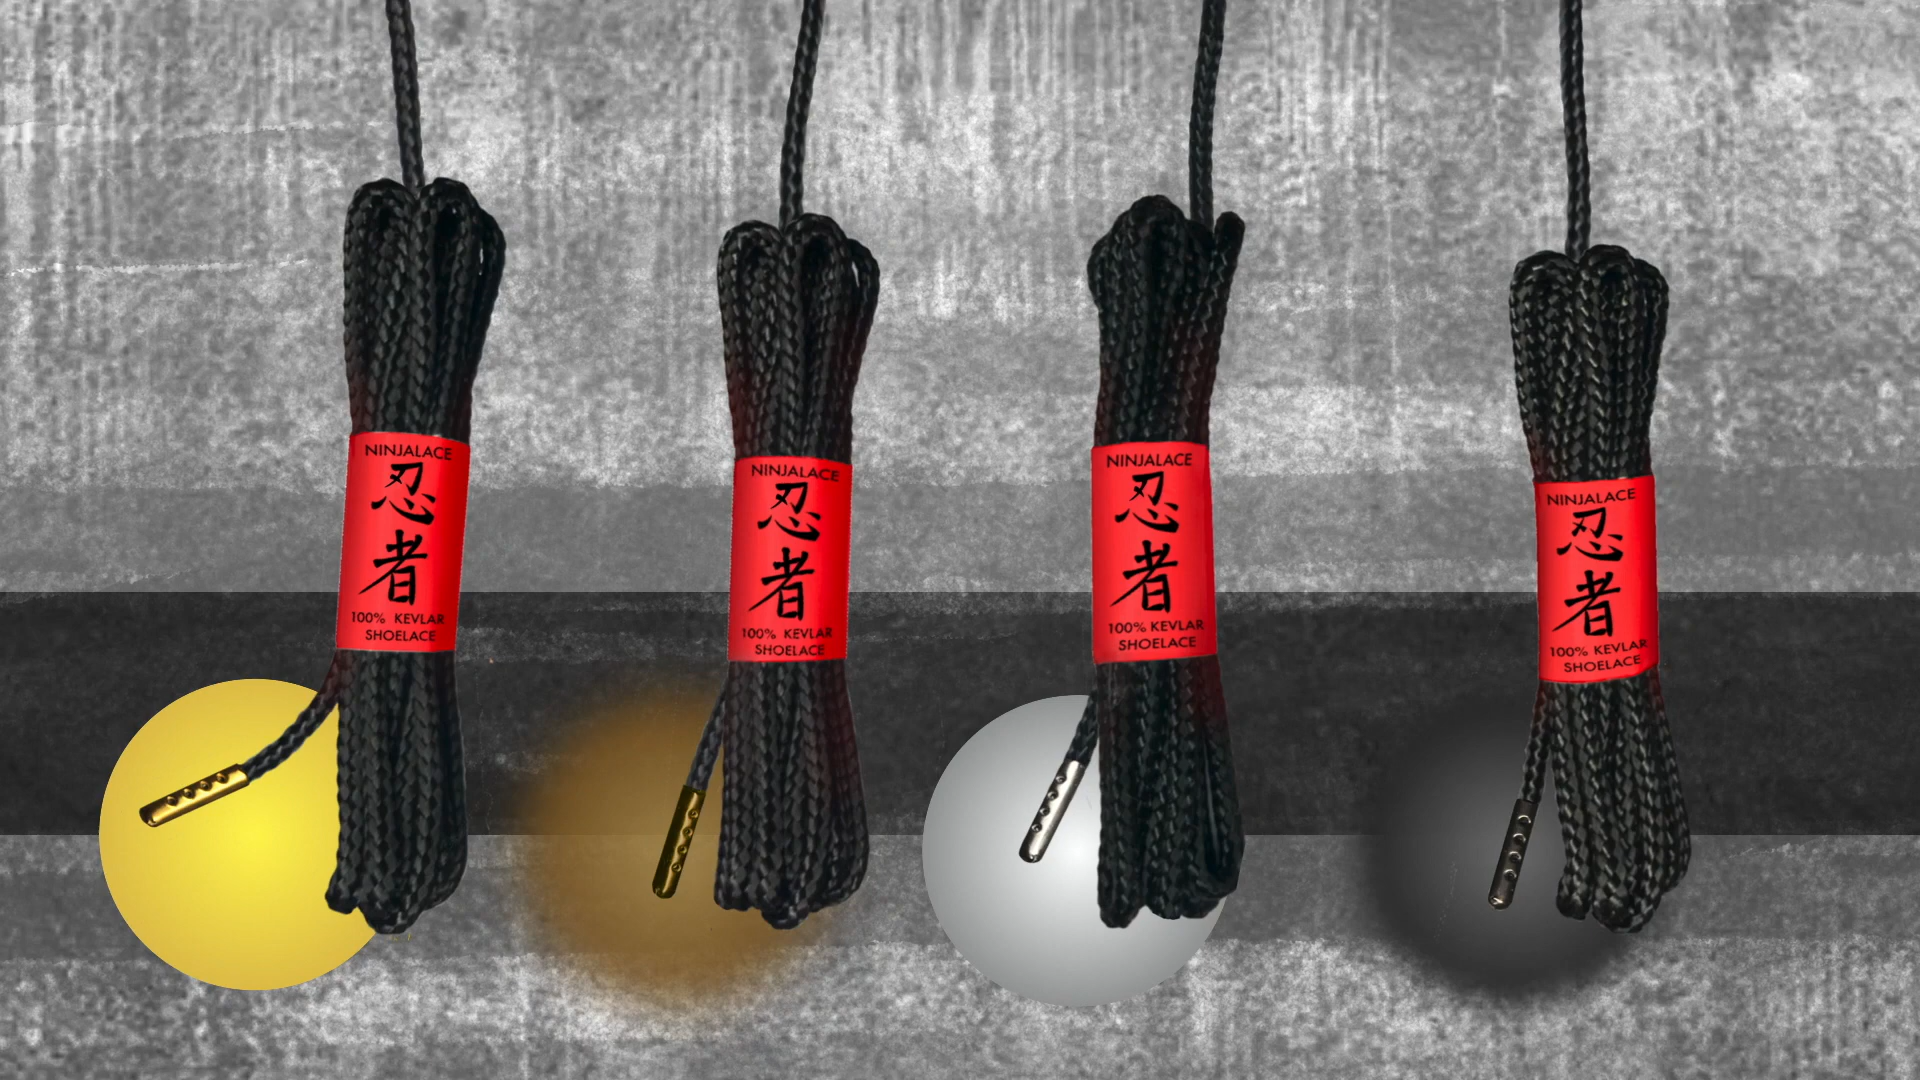 NINJALACE
忍
者
100% KEVLAR
SHOELACE
NINJALACE
忍
者
100% KEVLAR
SHOELACE
NINJALACE
忍
者
100% KEVLAR
SHOELACE
NINJALACE
忍
者
100% KEVLAR
SHOELACE